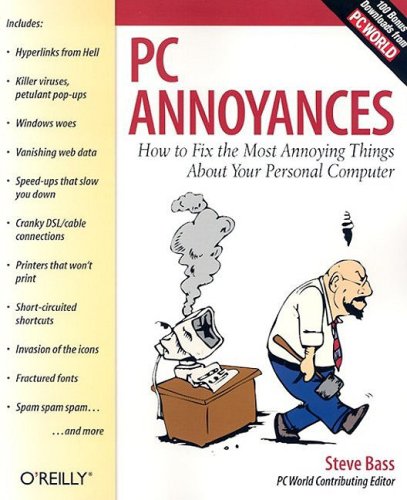 Includes:
• Hyperlinks from Hell
• Killer viruses,
petulant pop-ups
• Windows woes
• Vanishing web data
• Speed-ups that slow
you down
• Cranky DSL/cable
connections
• Printers that won't
print
• Short-circuited
shortcuts
• Invasion of the icons
• Fractured fonts
• Spam spam spam…
…and more
O'REILLY®
100 Bonus
Downloads from
PC WORLD
PC
ANNOYANCES
How to Fix the Most Annoying Things
About Your Personal Computer
Steve Bass
PC World Contributing Editor